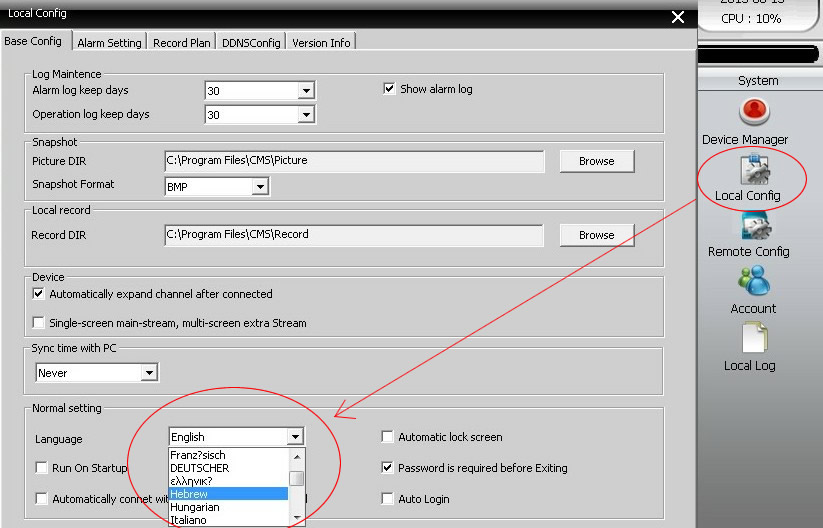 Local Config
CPU : 10%
Base Config Alarm Setting Record Plan DDNSConfig Version Info
Log Maintence
Alarm log keep days 30 Show alarm log
Operation log keep days 30
Snapshot
Picture DIR C:\Program Files\CMS\Picture Browse
Snapshot Format BMP
Local record
Record DIR C:\Program Files\CMS\Record Browse
Device
Automatically expand channel after connected
Single-screen main-stream, multi-screen extra Stream
Sync time with PC
Never
Normal setting
Language English Automatic lock screen
Franz?sisch
DEUTSCHER
ελληνικ?
Hebrew
Hungarian
Italiano
Run On Startup Password is required before Exiting
Automatically connet Auto Login
System
Device Manager
Local Config
Remote Config
Account
Local Log